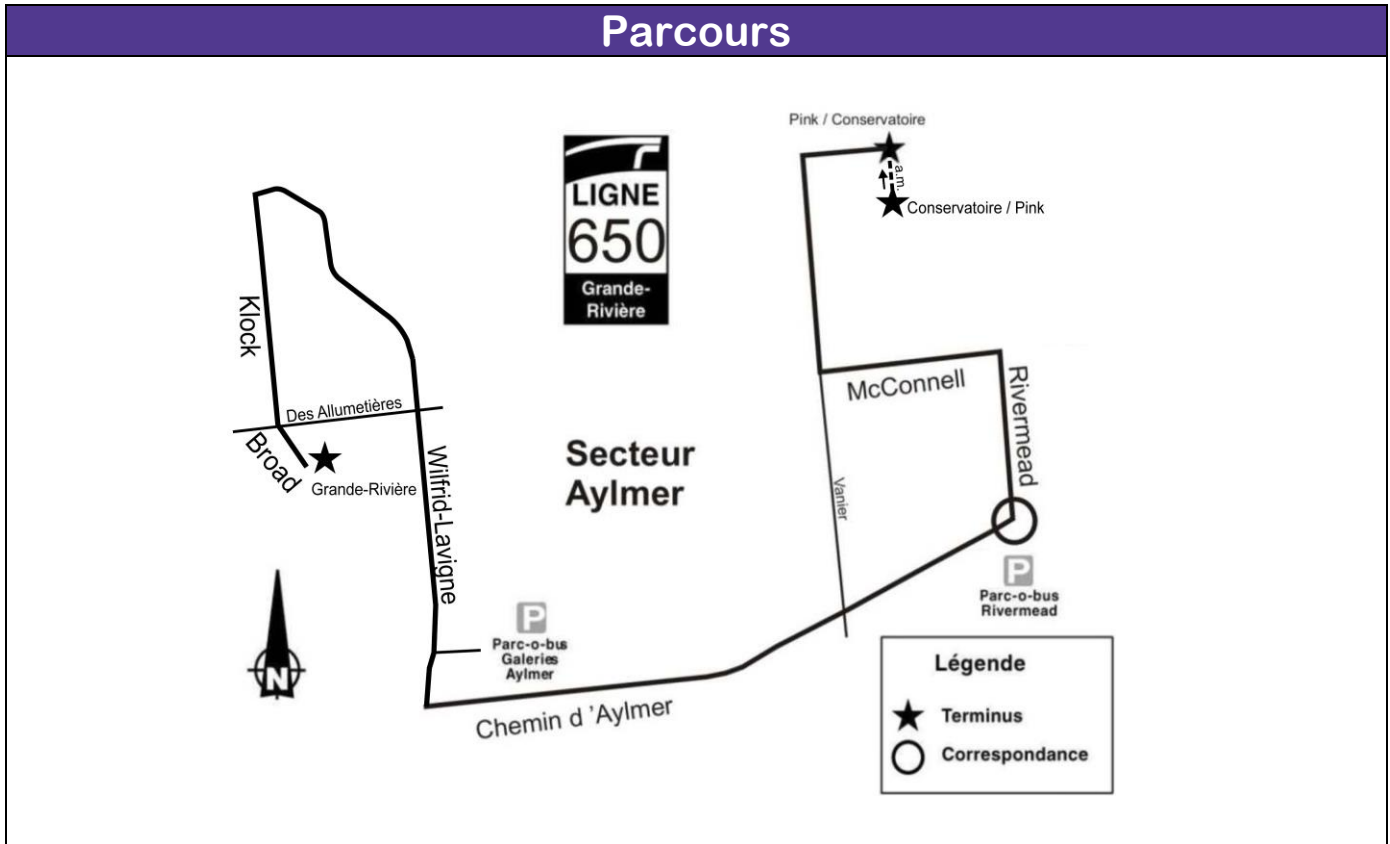 Parcours
Pink / Conservatoire
a.m.
Conservatoire / Pink
LIGNE
650
Grande-
Rivière
Klock
Des Allumetières
Broad
Grande-Rivière
Wilfrid-Lavigne
Secteur
Aylmer
McConnell
Rivermead
Vanier
P
Parc-o-bus
Rivermead
P
Parc-o-bus
Galeries
Aylmer
N
Chemin d 'Aylmer
Légende
Terminus
Correspondance